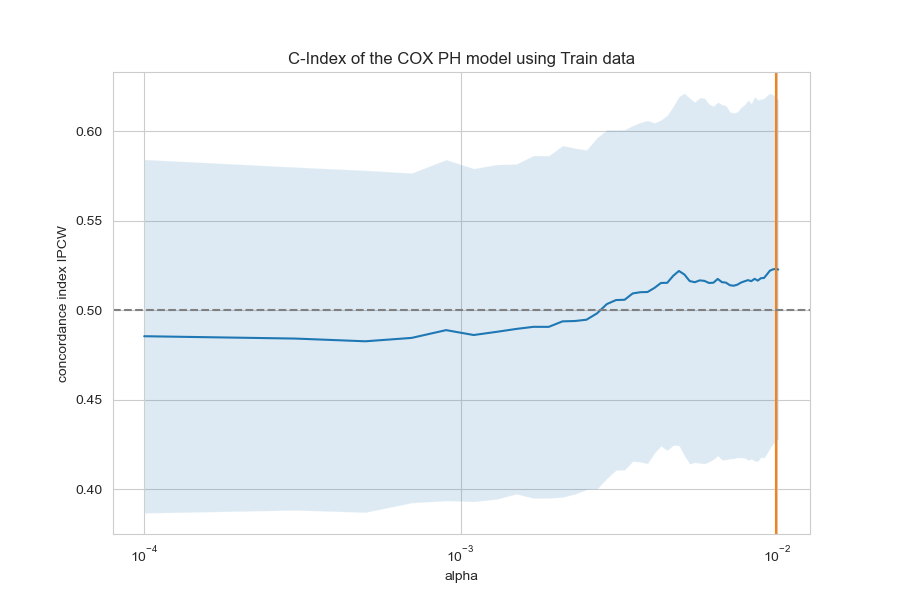 C-Index of the COX PH model using Train data
concordance index IPCW
0.60
0.55
0.50
0.45
0.40
10⁻⁴
10⁻³
10⁻²
alpha